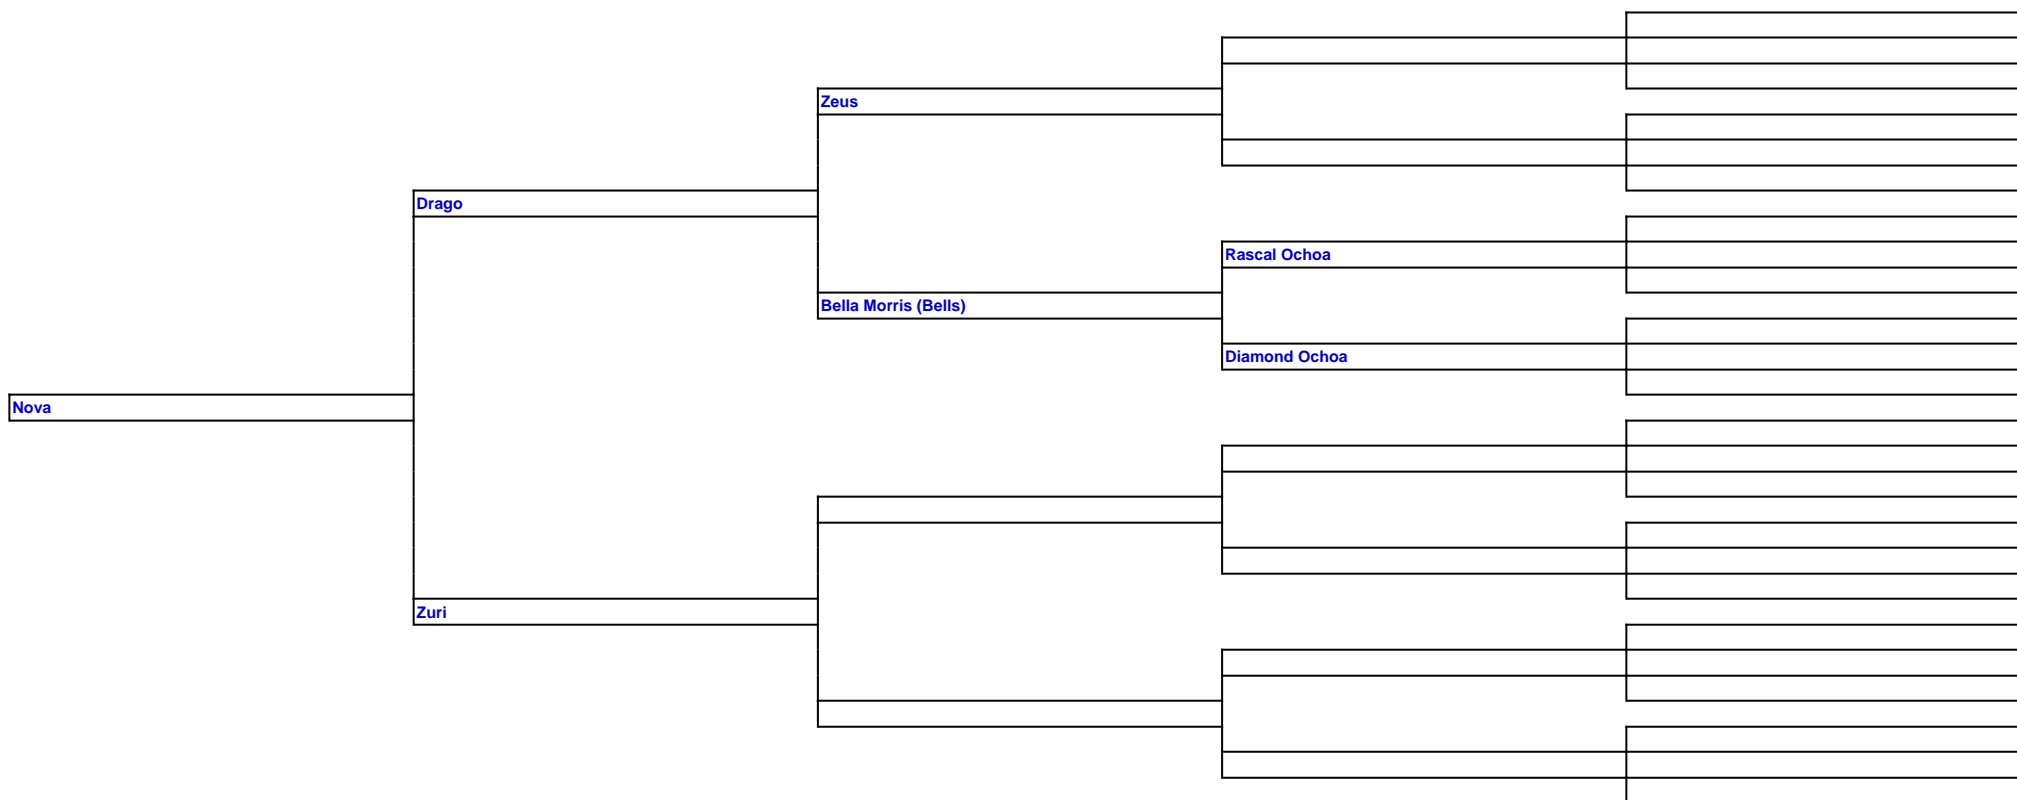 Zeus
Drago
Rascal Ochoa
Bella Morris (Bells)
Diamond Ochoa
Nova
Zuri